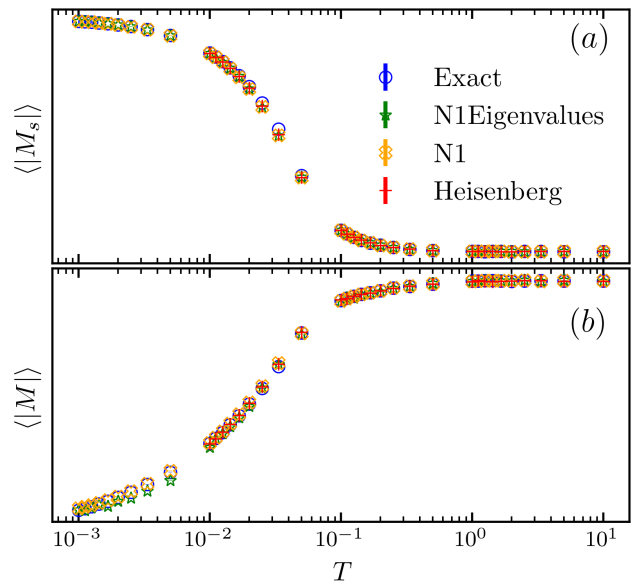 (a)
Exact
N1Eigenvalues
N1
Heisenberg
⟨|M_s|⟩
(b)
⟨|M|⟩
10^{-3} 10^{-2} 10^{-1} 10^{0} 10^{1}
T